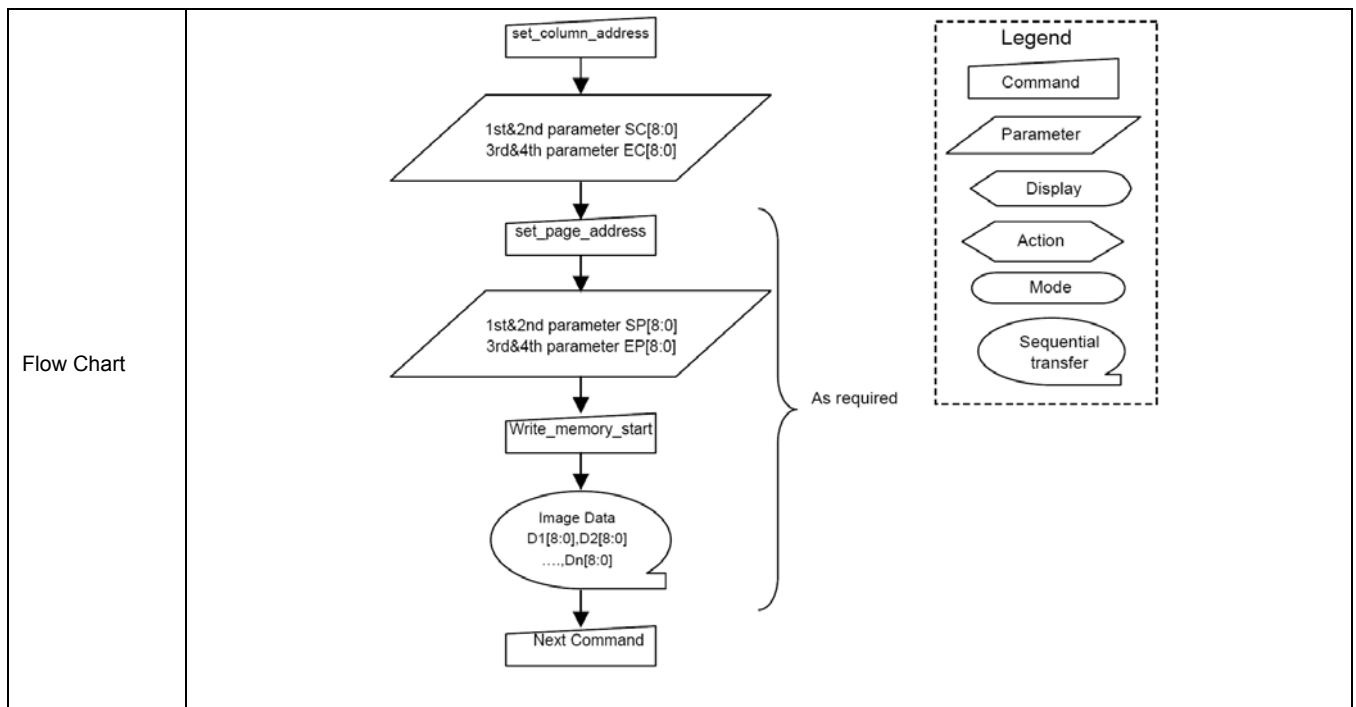 Flow Chart
set_column_address
1st&2nd parameter SC[8:0]
3rd&4th parameter EC[8:0]
set_page_address
1st&2nd parameter SP[8:0]
3rd&4th parameter EP[8:0]
Write_memory_start
Image Data
D1[8:0],D2[8:0]
....,Dn[8:0]
Next Command
As required
Legend
Command
Parameter
Display
Action
Mode
Sequential
transfer